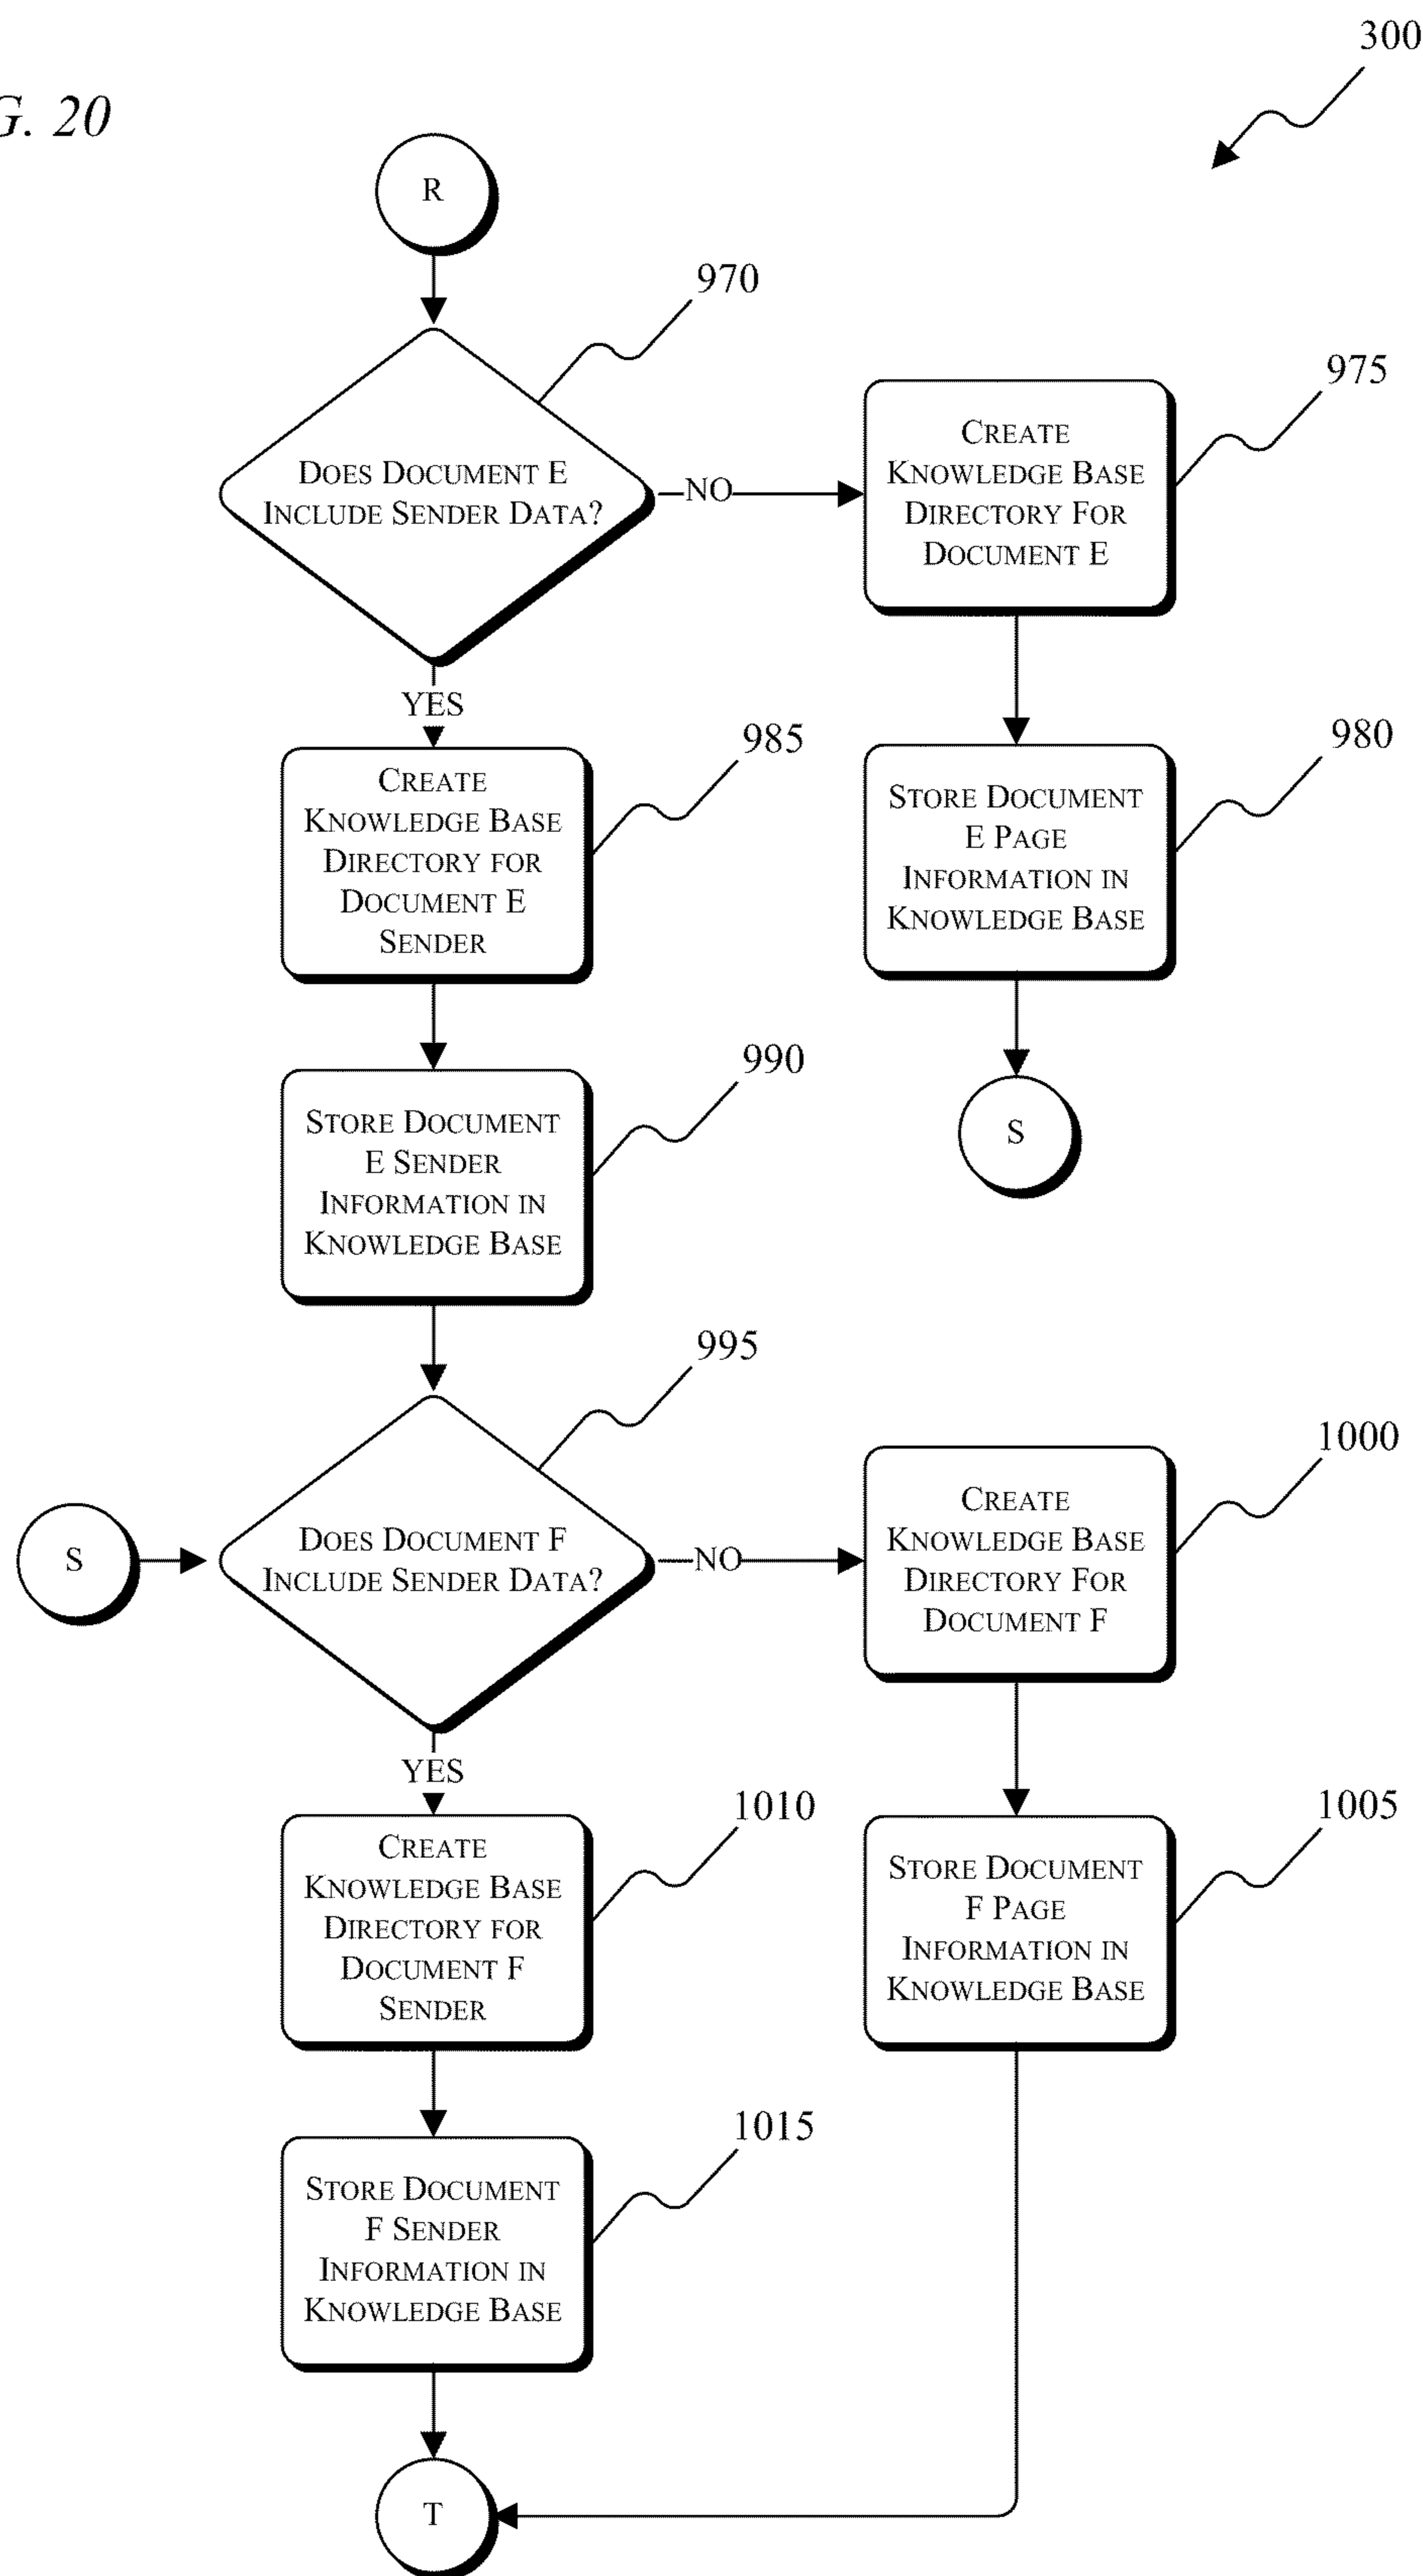 300
G. 20
R
970
DOES DOCUMENT E
INCLUDE SENDER DATA?
NO
975
CREATE
KNOWLEDGE BASE
DIRECTORY FOR
DOCUMENT E
YES
985
CREATE
KNOWLEDGE BASE
DIRECTORY FOR
DOCUMENT E
SENDER
980
STORE DOCUMENT
E PAGE
INFORMATION IN
KNOWLEDGE BASE
990
STORE DOCUMENT
E SENDER
INFORMATION IN
KNOWLEDGE BASE
S
995
S
DOES DOCUMENT F
INCLUDE SENDER DATA?
NO
1000
CREATE
KNOWLEDGE BASE
DIRECTORY FOR
DOCUMENT F
YES
1010
CREATE
KNOWLEDGE BASE
DIRECTORY FOR
DOCUMENT F
SENDER
1005
STORE DOCUMENT
F PAGE
INFORMATION IN
KNOWLEDGE BASE
1015
STORE DOCUMENT
F SENDER
INFORMATION IN
KNOWLEDGE BASE
T